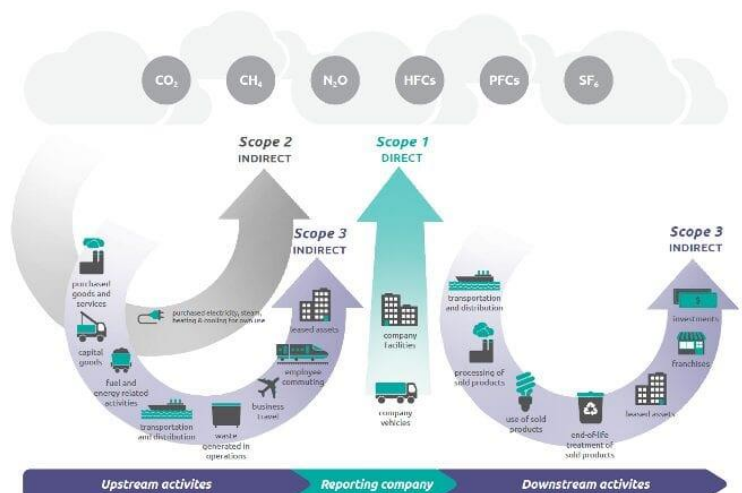 CO₂
CH₄
N₂O
HFCs
PFCs
SF₆
Scope 2
INDIRECT
Scope 1
DIRECT
Scope 3
INDIRECT
Scope 3
INDIRECT
purchased
goods and
services
capital
goods
fuel and
energy related
activities
transportation
and distribution
waste
generated in
operations
business
travel
employee
commuting
leased assets
purchased electricity, steam,
heating & cooling for own use
company
facilities
company
vehicles
transportation
and distribution
processing of
sold products
use of sold
products
end-of-life
treatment of
sold products
leased assets
franchises
investments
$
Upstream activites
Reporting company
Downstream activites